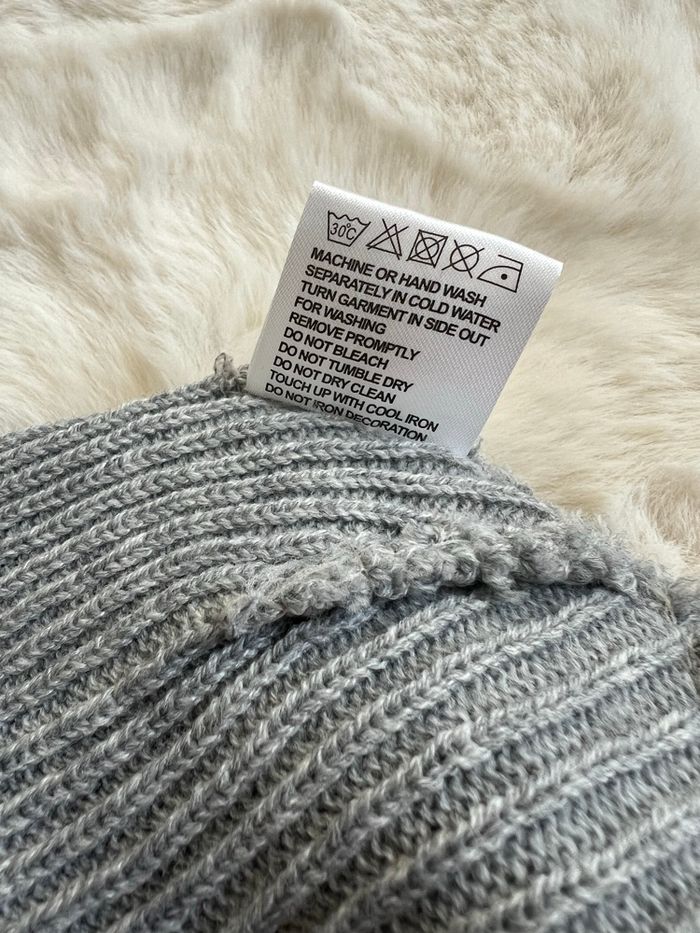 30°C
MACHINE OR HAND WASH
SEPARATELY IN COLD WATER
TURN GARMENT IN SIDE OUT
FOR WASHING
REMOVE PROMPTLY
DO NOT BLEACH
DO NOT TUMBLE DRY
DO NOT DRY CLEAN
TOUCH UP WITH COOL IRON
DO NOT IRON DECORATION